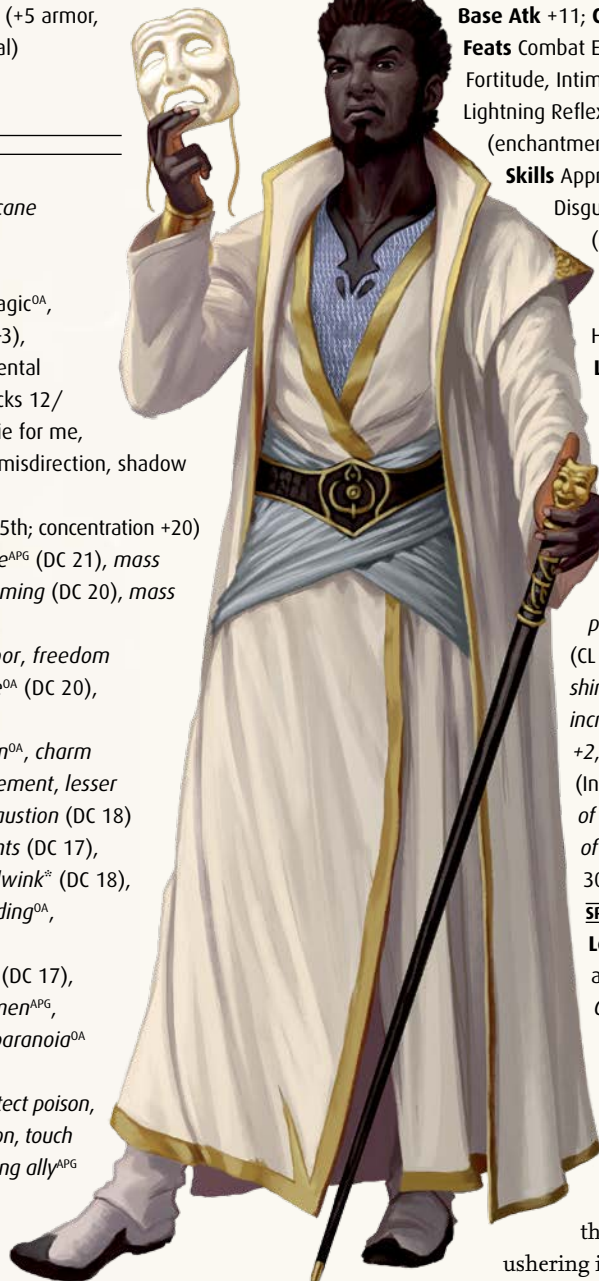 (+5 armor,
al)
cane
agic^OA,
+3),
ental
cks 12/
ie for me,
misdirection, shadow
5th; concentration +20)
e^APG (DC 21), mass
ming (DC 20), mass
or, freedom
e^OA (DC 20),
n^OA, charm
ement, lesser
austion (DC 18)
nts (DC 17),
dwink* (DC 18),
ding^OA,
(DC 17),
men^APG,
paranoia^OA
tect poison,
on, touch
ng ally^APG
Base Atk +11; C
Feats Combat E
Fortitude, Intim
Lightning Reflex
(enchantmen
Skills Appr
Disgu
(
H
L
p
(CL
shin
incr
+2,
(In
of
of
30
SP
Lo
a
C
th
ushering i